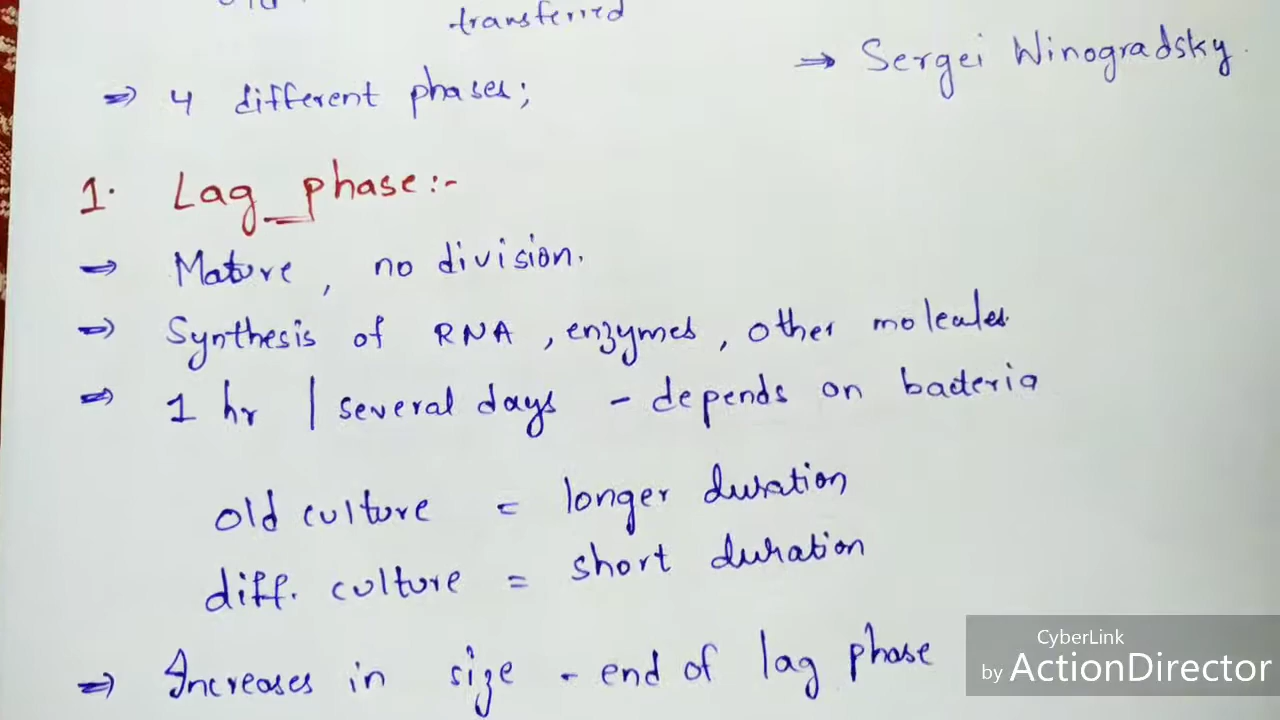 transferred
→ Sergei Winogradsky.
⇒ 4 different phases;
1. Lag_phase:-
⇒ Mature, no division.
⇒ Synthesis of RNA, enzymes, other molecules
⇒ 1 hr | several days - depends on bacteria
old culture = longer duration
diff. culture = short duration
⇒ Increases in size - end of lag phase
CyberLink
by ActionDirector